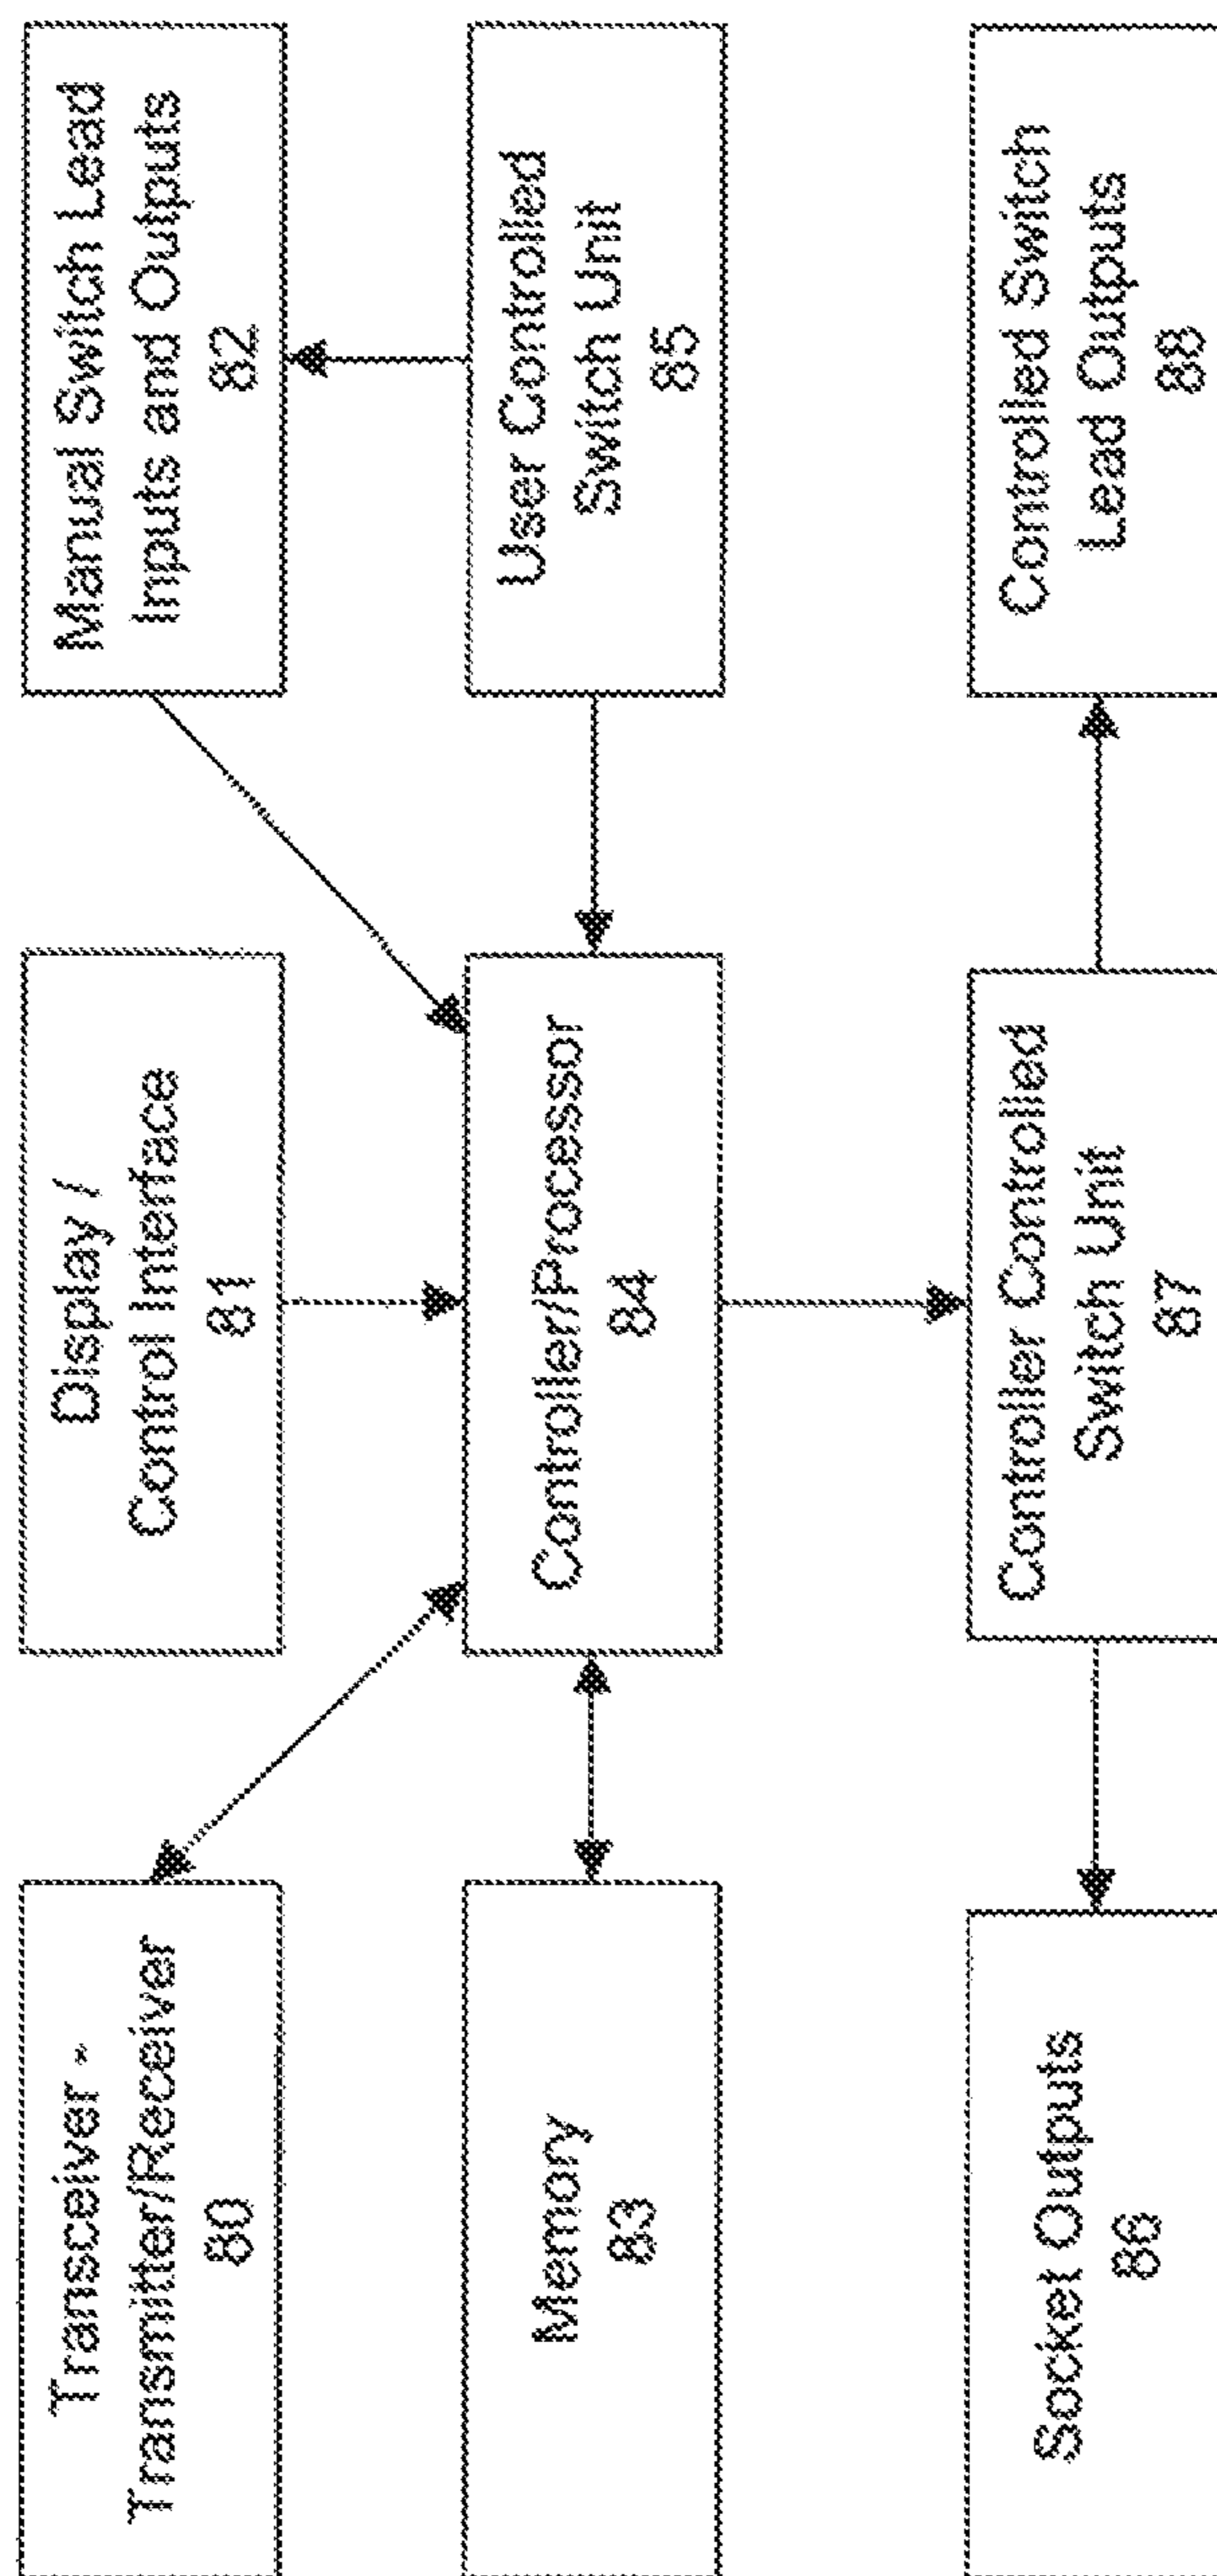 Transceiver -
Transmitter/Receiver
80
Display /
Control Interface
81
Manual Switch Lead
Inputs and Outputs
82
Memory
83
Controller/Processor
84
User Controlled
Switch Unit
85
Socket Outputs
86
Controller Controlled
Switch Unit
87
Controlled Switch
Lead Outputs
88